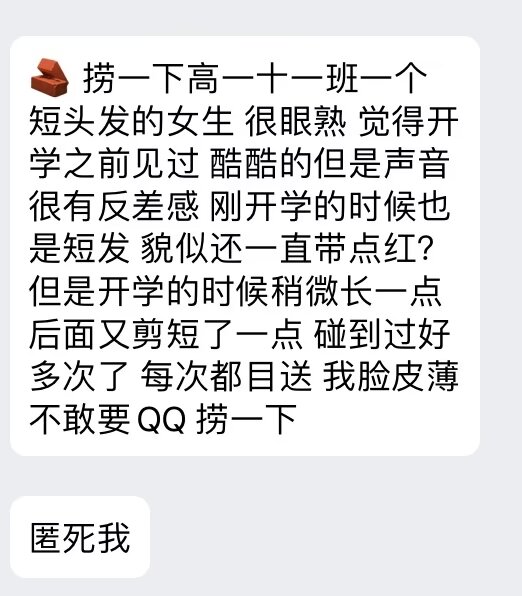 🧱 捞一下高一十一班一个
短头发的女生 很眼熟 觉得开
学之前见过 酷酷的但是声音
很有反差感 刚开学的时候也
是短发 貌似还一直带点红？
但是开学的时候稍微长一点
后面又剪短了一点 碰到过好
多次了 每次都目送 我脸皮薄
不敢要QQ 捞一下
匿死我